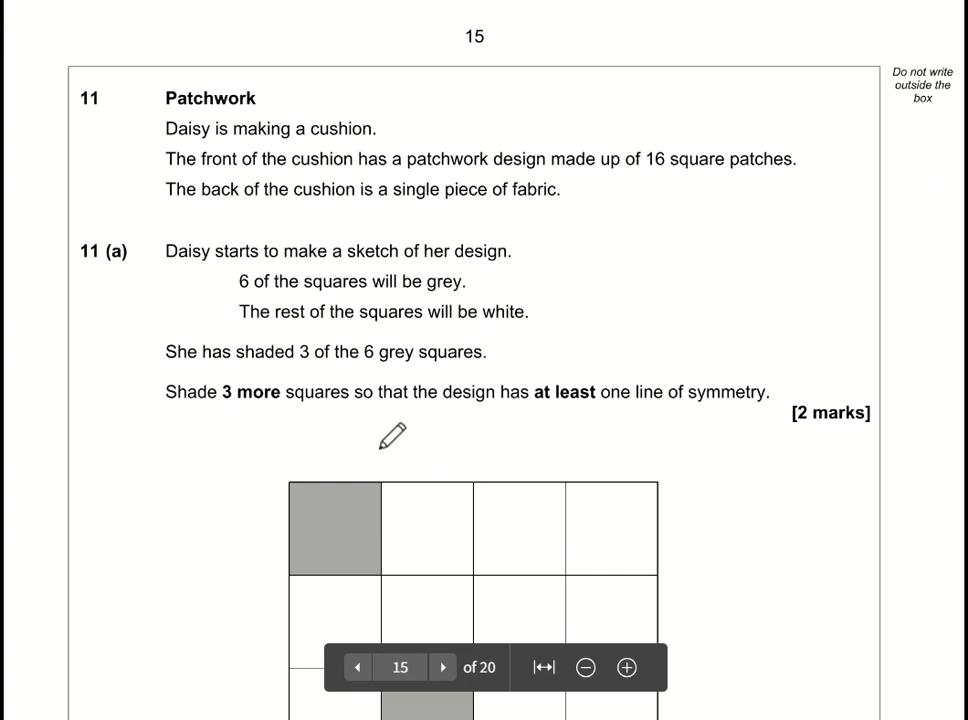 15
Do not write
outside the
box
11 Patchwork
Daisy is making a cushion.
The front of the cushion has a patchwork design made up of 16 square patches.
The back of the cushion is a single piece of fabric.
11 (a) Daisy starts to make a sketch of her design.
6 of the squares will be grey.
The rest of the squares will be white.
She has shaded 3 of the 6 grey squares.
Shade 3 more squares so that the design has at least one line of symmetry.
[2 marks]
15 of 20